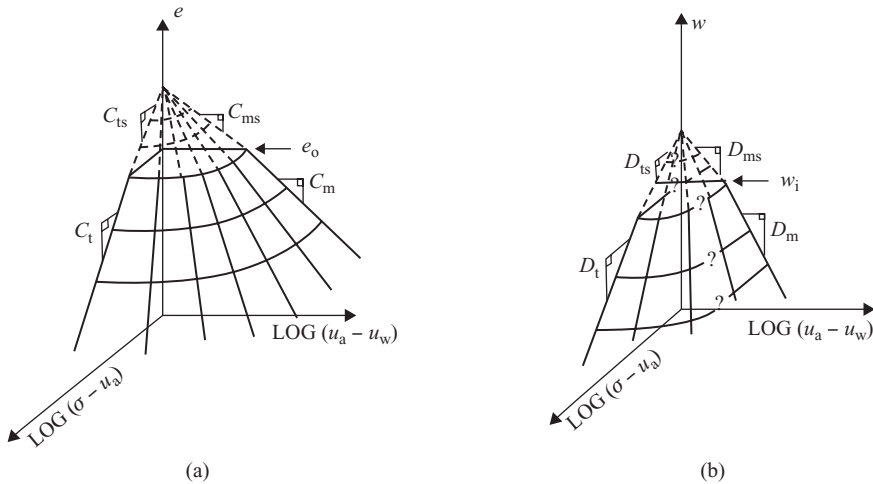 e
C_ts
C_ms
e_o
C_m
C_t
LOG (u_a – u_w)
LOG (σ – u_a)
(a)
w
D_ts
D_ms
?
?
w_i
?
D_m
?
D_t
?
LOG (u_a – u_w)
LOG (σ – u_a)
(b)